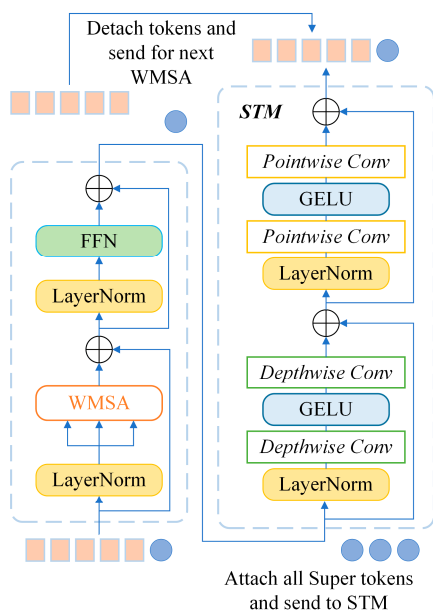 Detach tokens and
send for next
WMSA
STM
Pointwise Conv
GELU
Pointwise Conv
LayerNorm
Depthwise Conv
GELU
Depthwise Conv
LayerNorm
FFN
LayerNorm
WMSA
LayerNorm
Attach all Super tokens
and send to STM